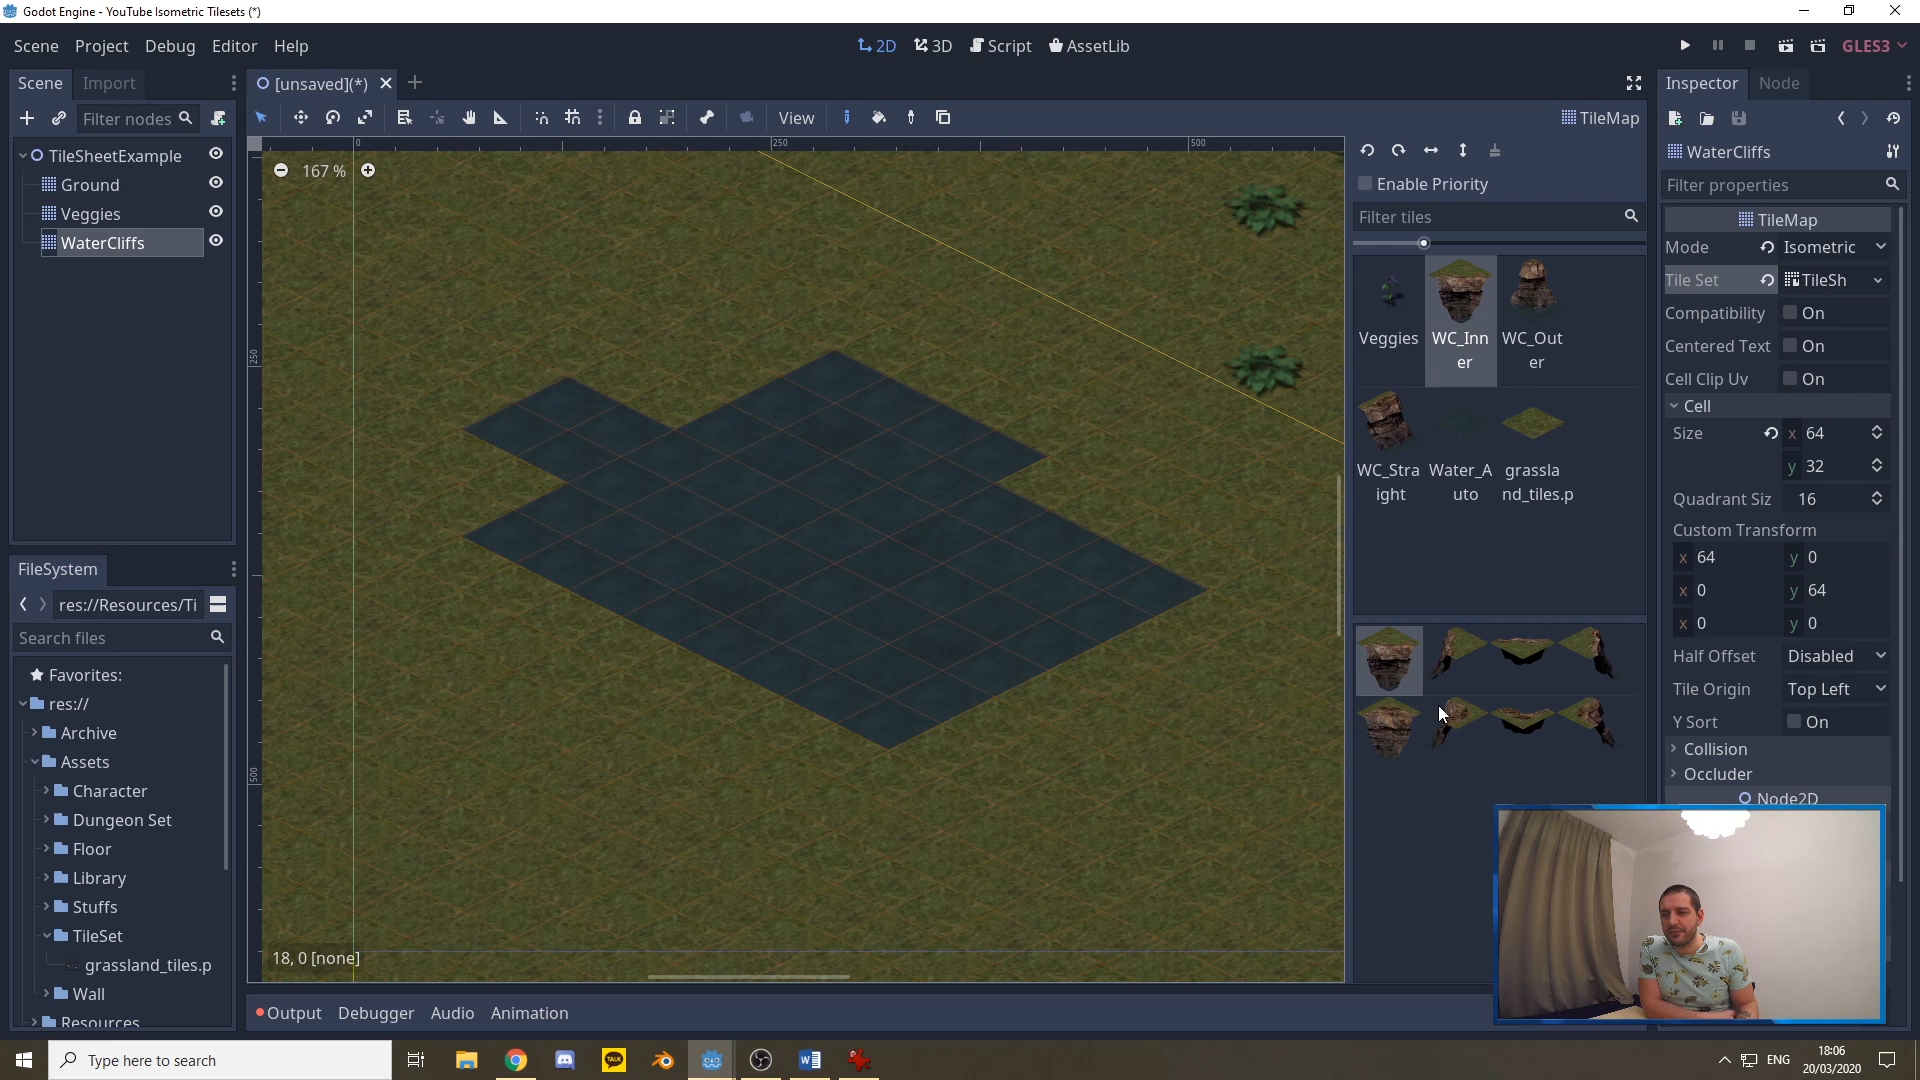 Godot Engine - YouTube Isometric Tilesets (*)
Scene Project Debug Editor Help
2D 3D Script AssetLib
GLES3
Scene Import
[unsaved](*)
Inspector Node
Filter nodes
View
TileMap
TileSheetExample
Ground
Veggies
WaterCliffs
0 250 500
250
500
167 %
18, 0 [none]
Enable Priority
Filter tiles
Veggies
WC_Inn
er
WC_Out
er
WC_Stra
ight
Water_A
uto
grassla
nd_tiles.p
WaterCliffs
Filter properties
TileMap
Mode Isometric
Tile Set TileSh
Compatibility On
Centered Text On
Cell Clip Uv On
Cell
Size x 64
y 32
Quadrant Siz 16
Custom Transform
x 64 y 0
x 0 y 64
x 0 y 0
Half Offset Disabled
Tile Origin Top Left
Y Sort On
Collision
Occluder
Node2D
FileSystem
res://Resources/Ti
Search files
Favorites:
res://
Archive
Assets
Character
Dungeon Set
Floor
Library
Stuffs
TileSet
grassland_tiles.p
Wall
Resources
Output Debugger Audio Animation
Type here to search
TALK
ENG
18:06
20/03/2020